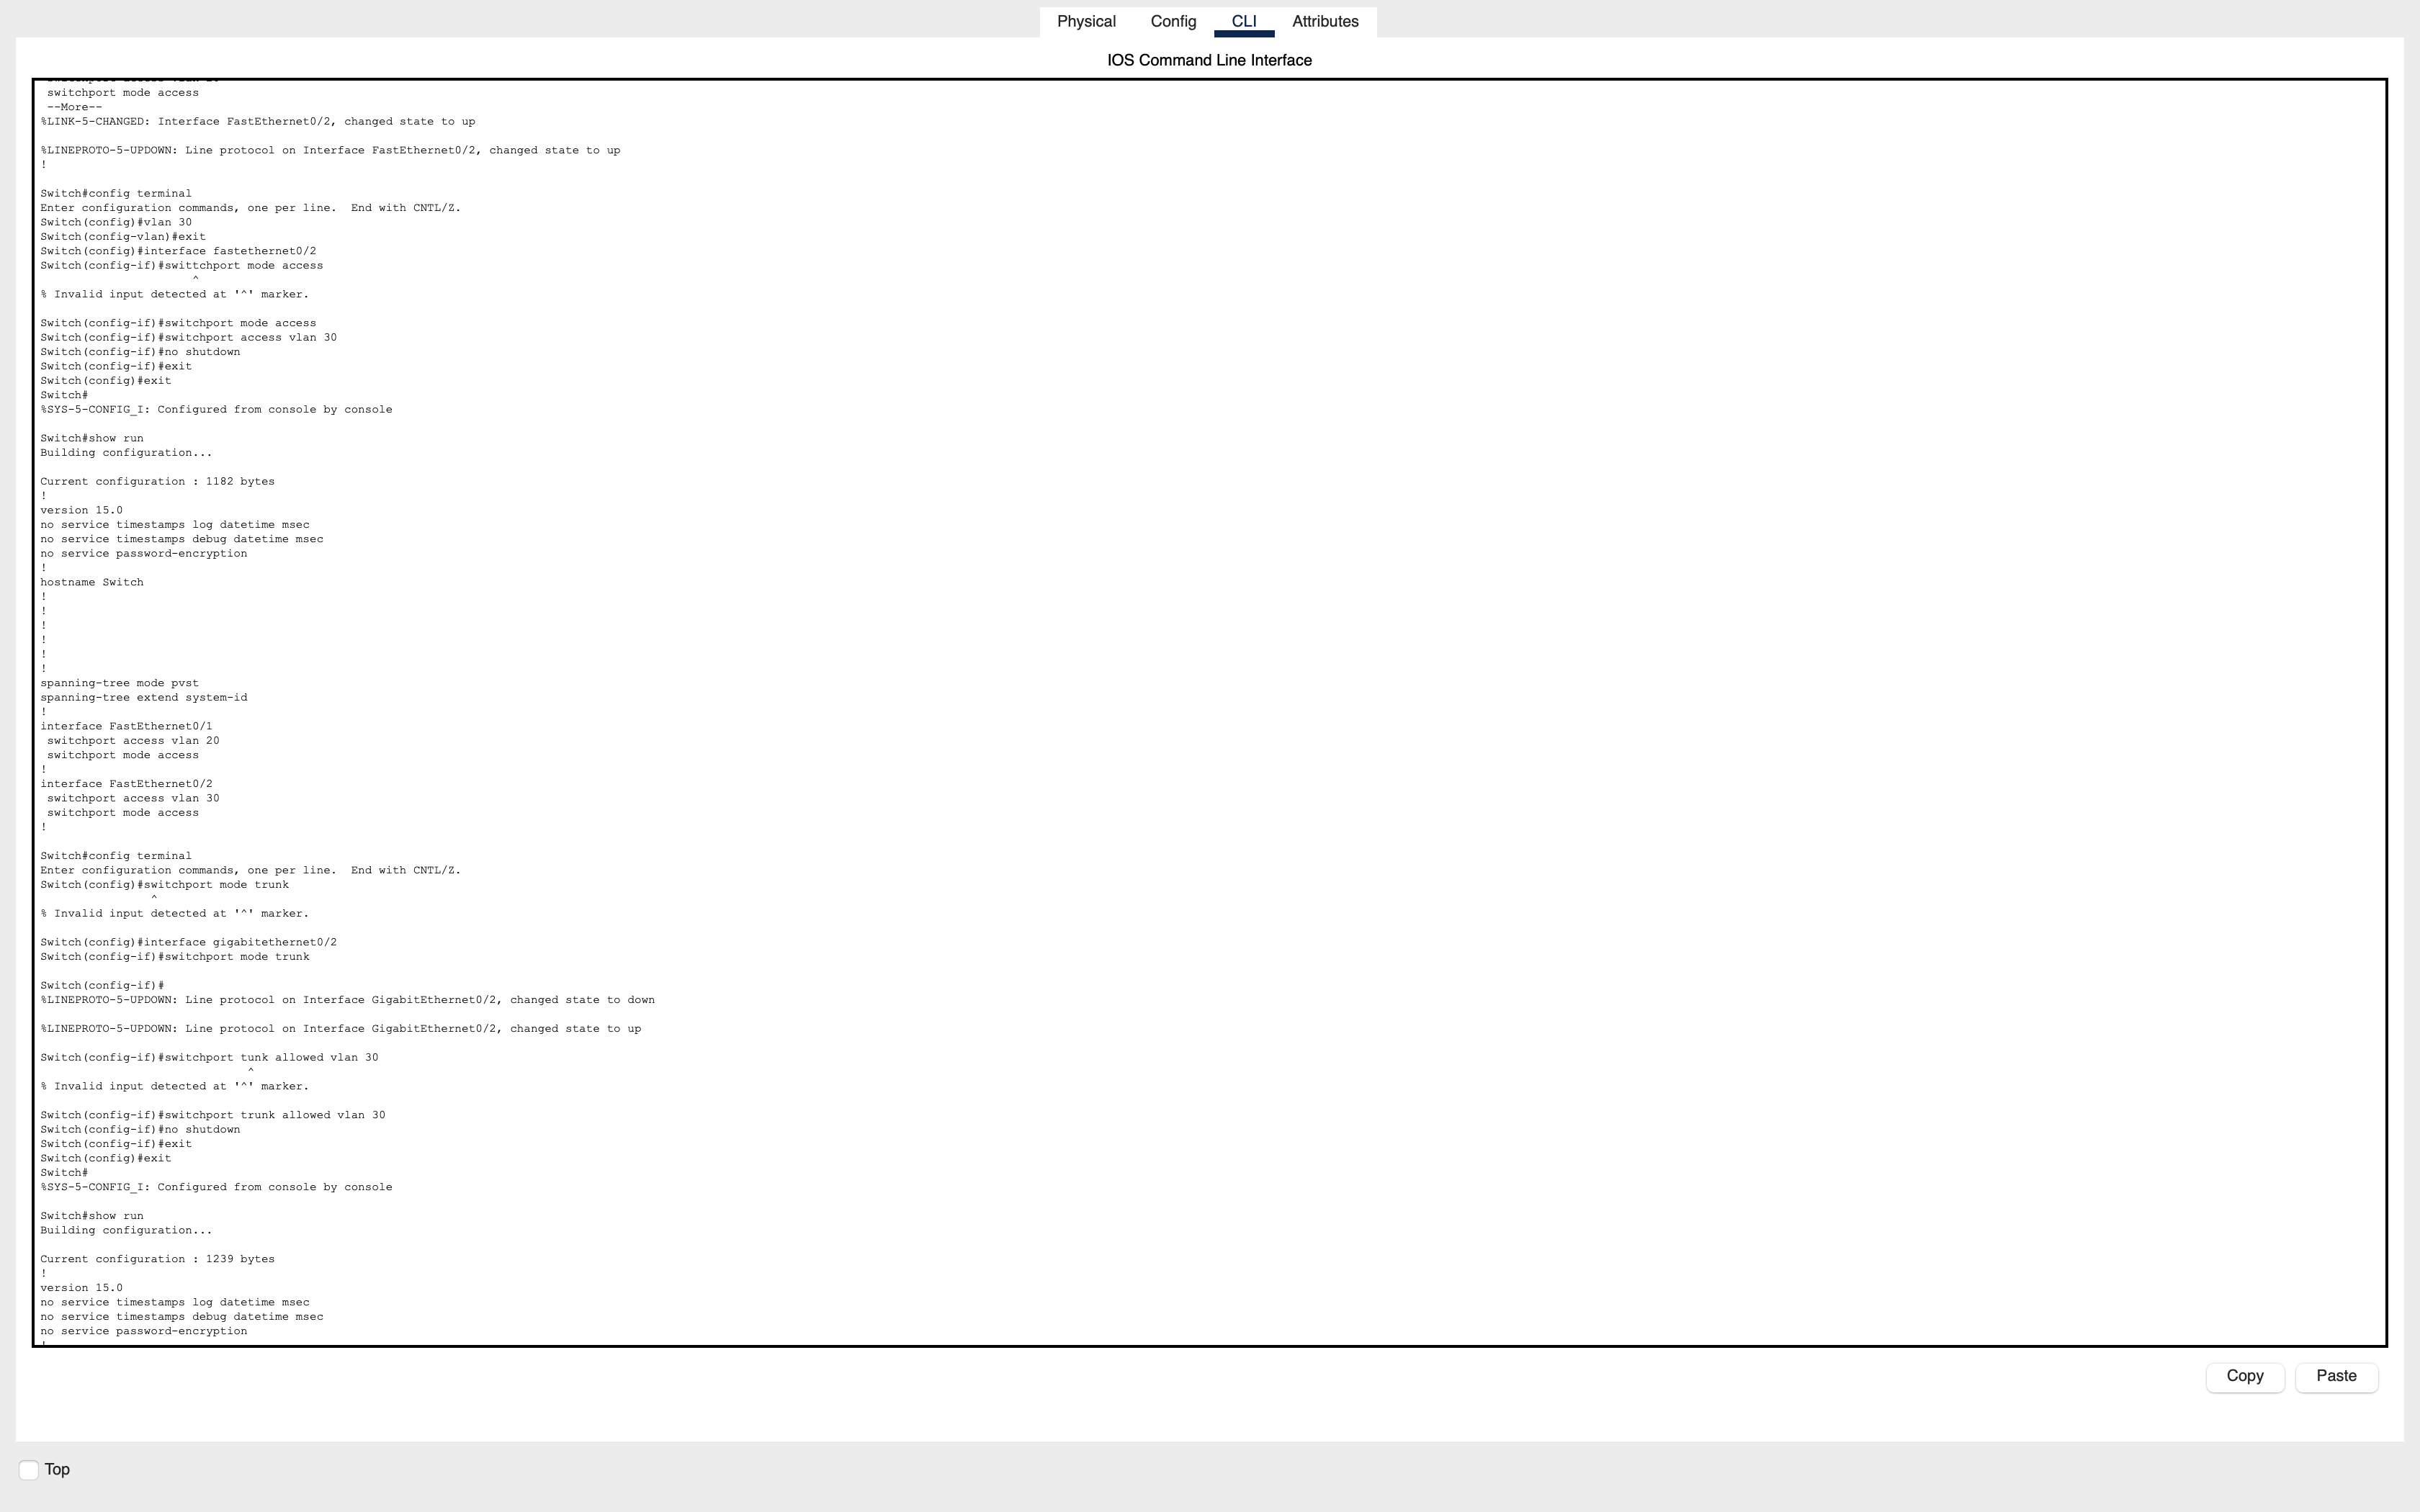 Physical Config CLI Attributes
IOS Command Line Interface
switchport mode access
--More--
%LINK-5-CHANGED: Interface FastEthernet0/2, changed state to up
%LINEPROTO-5-UPDOWN: Line protocol on Interface FastEthernet0/2, changed state to up
!
Switch#config terminal
Enter configuration commands, one per line.  End with CNTL/Z.
Switch(config)#vlan 30
Switch(config-vlan)#exit
Switch(config)#interface fastethernet0/2
Switch(config-if)#swittchport mode access
^
% Invalid input detected at '^' marker.
Switch(config-if)#switchport mode access
Switch(config-if)#switchport access vlan 30
Switch(config-if)#no shutdown
Switch(config-if)#exit
Switch(config)#exit
Switch#
%SYS-5-CONFIG_I: Configured from console by console
Switch#show run
Building configuration...
Current configuration : 1182 bytes
!
version 15.0
no service timestamps log datetime msec
no service timestamps debug datetime msec
no service password-encryption
!
hostname Switch
!
!
!
!
!
!
spanning-tree mode pvst
spanning-tree extend system-id
!
interface FastEthernet0/1
switchport access vlan 20
switchport mode access
!
interface FastEthernet0/2
switchport access vlan 30
switchport mode access
!
Switch#config terminal
Enter configuration commands, one per line.  End with CNTL/Z.
Switch(config)#switchport mode trunk
^
% Invalid input detected at '^' marker.
Switch(config)#interface gigabitethernet0/2
Switch(config-if)#switchport mode trunk
Switch(config-if)#
%LINEPROTO-5-UPDOWN: Line protocol on Interface GigabitEthernet0/2, changed state to down
%LINEPROTO-5-UPDOWN: Line protocol on Interface GigabitEthernet0/2, changed state to up
Switch(config-if)#switchport tunk allowed vlan 30
^
% Invalid input detected at '^' marker.
Switch(config-if)#switchport trunk allowed vlan 30
Switch(config-if)#no shutdown
Switch(config-if)#exit
Switch(config)#exit
Switch#
%SYS-5-CONFIG_I: Configured from console by console
Switch#show run
Building configuration...
Current configuration : 1239 bytes
!
version 15.0
no service timestamps log datetime msec
no service timestamps debug datetime msec
no service password-encryption
!
Copy Paste
Top